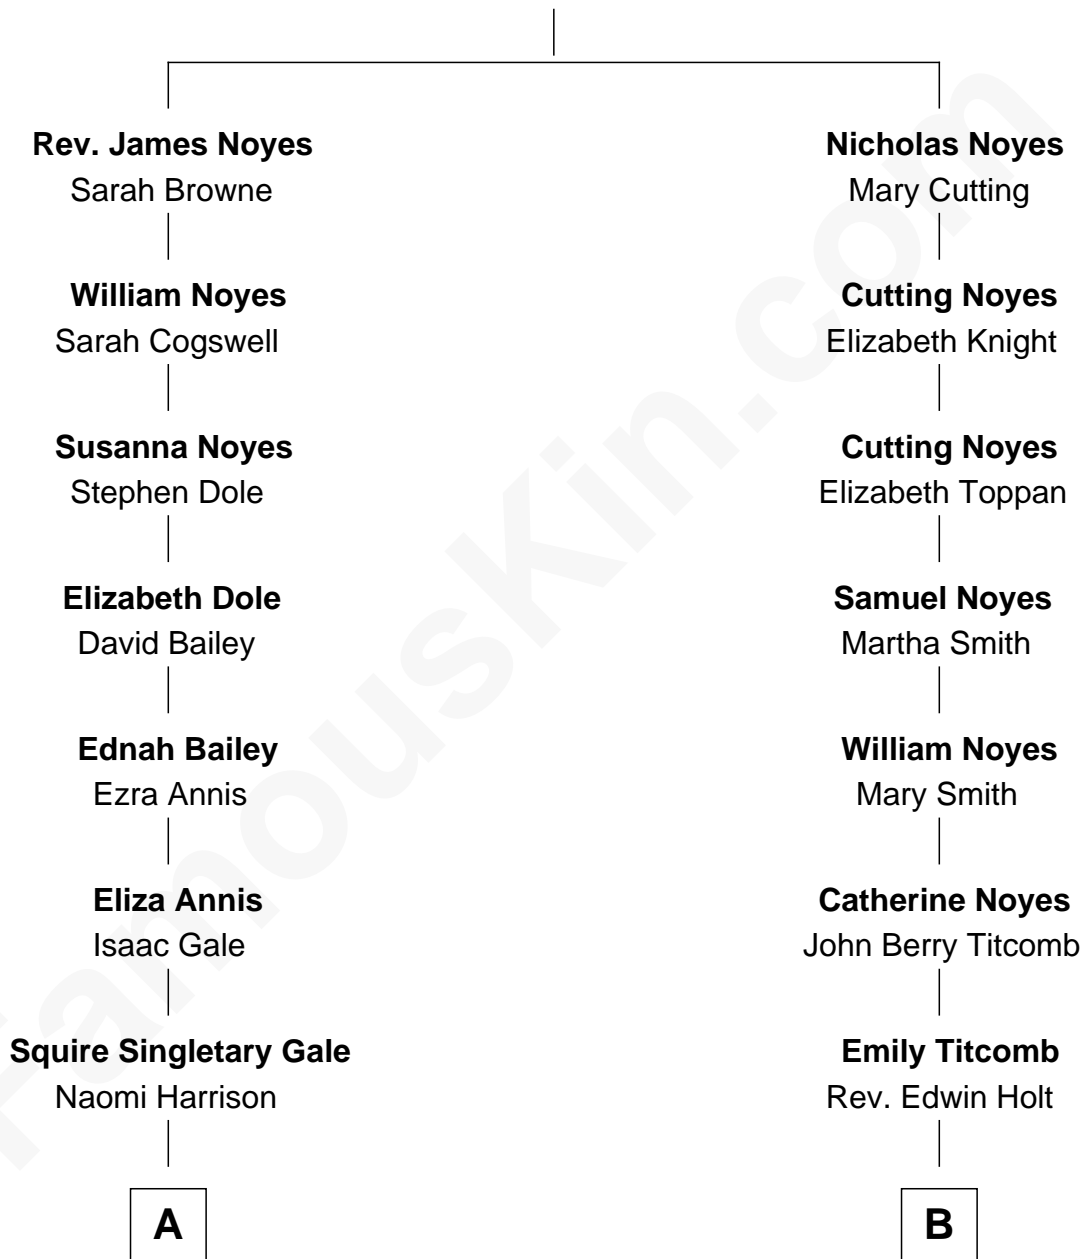 Rev. James Noyes
Sarah Browne
William Noyes
Sarah Cogswell
Susanna Noyes
Stephen Dole
Elizabeth Dole
David Bailey
Ednah Bailey
Ezra Annis
Eliza Annis
Isaac Gale
Squire Singletary Gale
Naomi Harrison
A
Nicholas Noyes
Mary Cutting
Cutting Noyes
Elizabeth Knight
Cutting Noyes
Elizabeth Toppan
Samuel Noyes
Martha Smith
William Noyes
Mary Smith
Catherine Noyes
John Berry Titcomb
Emily Titcomb
Rev. Edwin Holt
B
FamousKin.com